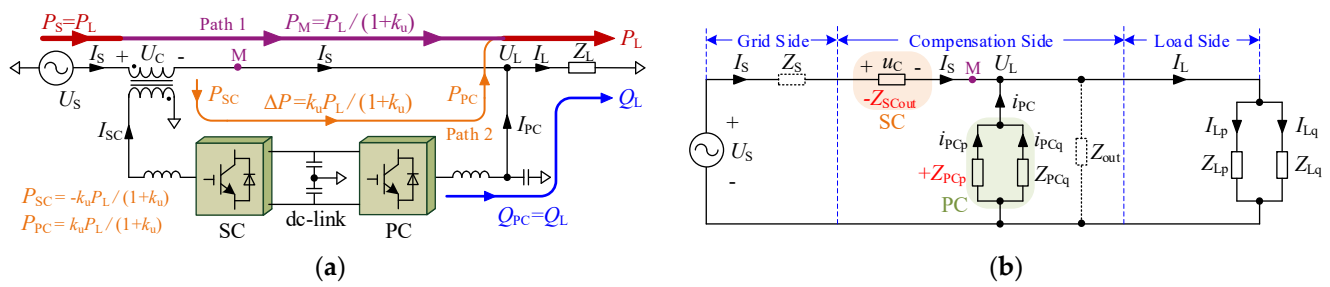 P_S=P_L
Path 1
P_M=P_L/(1+k_u)
P_L
I_S
+
U_C
-
M
I_S
U_L
I_L
Z_L
U_S
P_SC
ΔP=k_uP_L/(1+k_u)
P_PC
Q_L
Path 2
I_SC
I_PC
P_SC = -k_uP_L/(1+k_u)
P_PC = k_uP_L/(1+k_u)
SC
dc-link
PC
Q_PC=Q_L
(a)
Grid Side
Compensation Side
Load Side
I_S
Z_S
+
u_C
-
I_S
M
U_L
I_L
-Z_SCout
SC
i_PC
+
U_S
-
i_PCp
i_PCq
+Z_PCp
Z_PCq
PC
Z_out
I_Lp
I_Lq
Z_Lp
Z_Lq
(b)